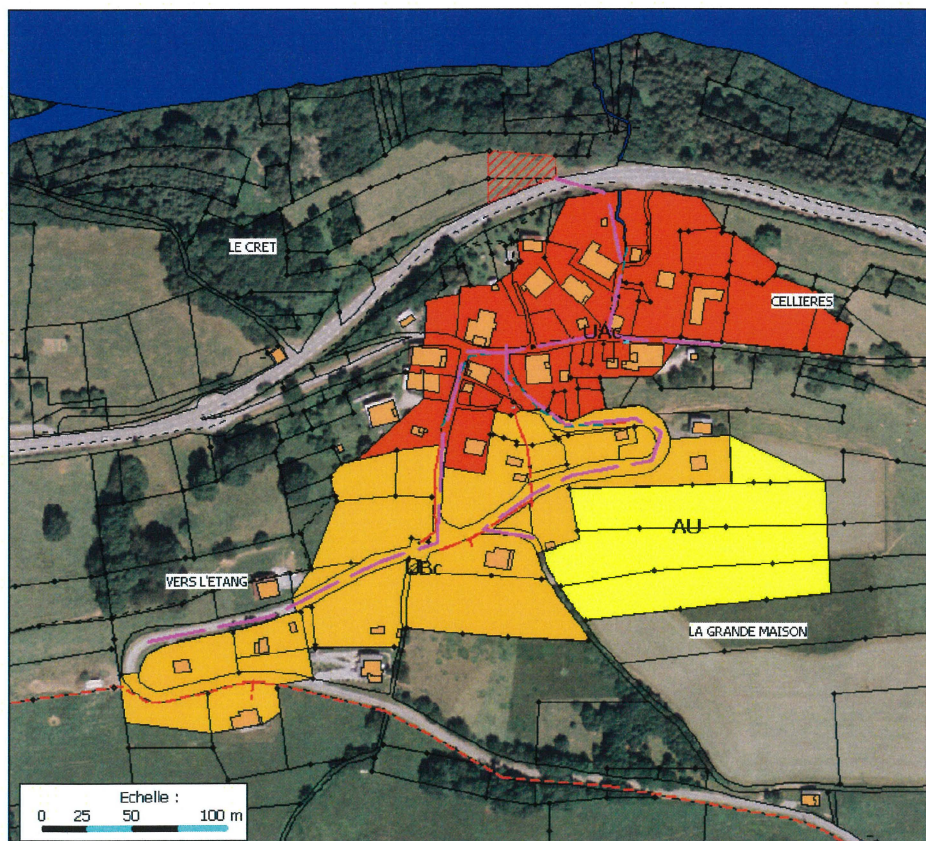 LE CRET
CELLIERES
UAc
AU
VERS L'ETANG
UBc
LA GRANDE MAISON
Echelle :
0 25 50 100 m